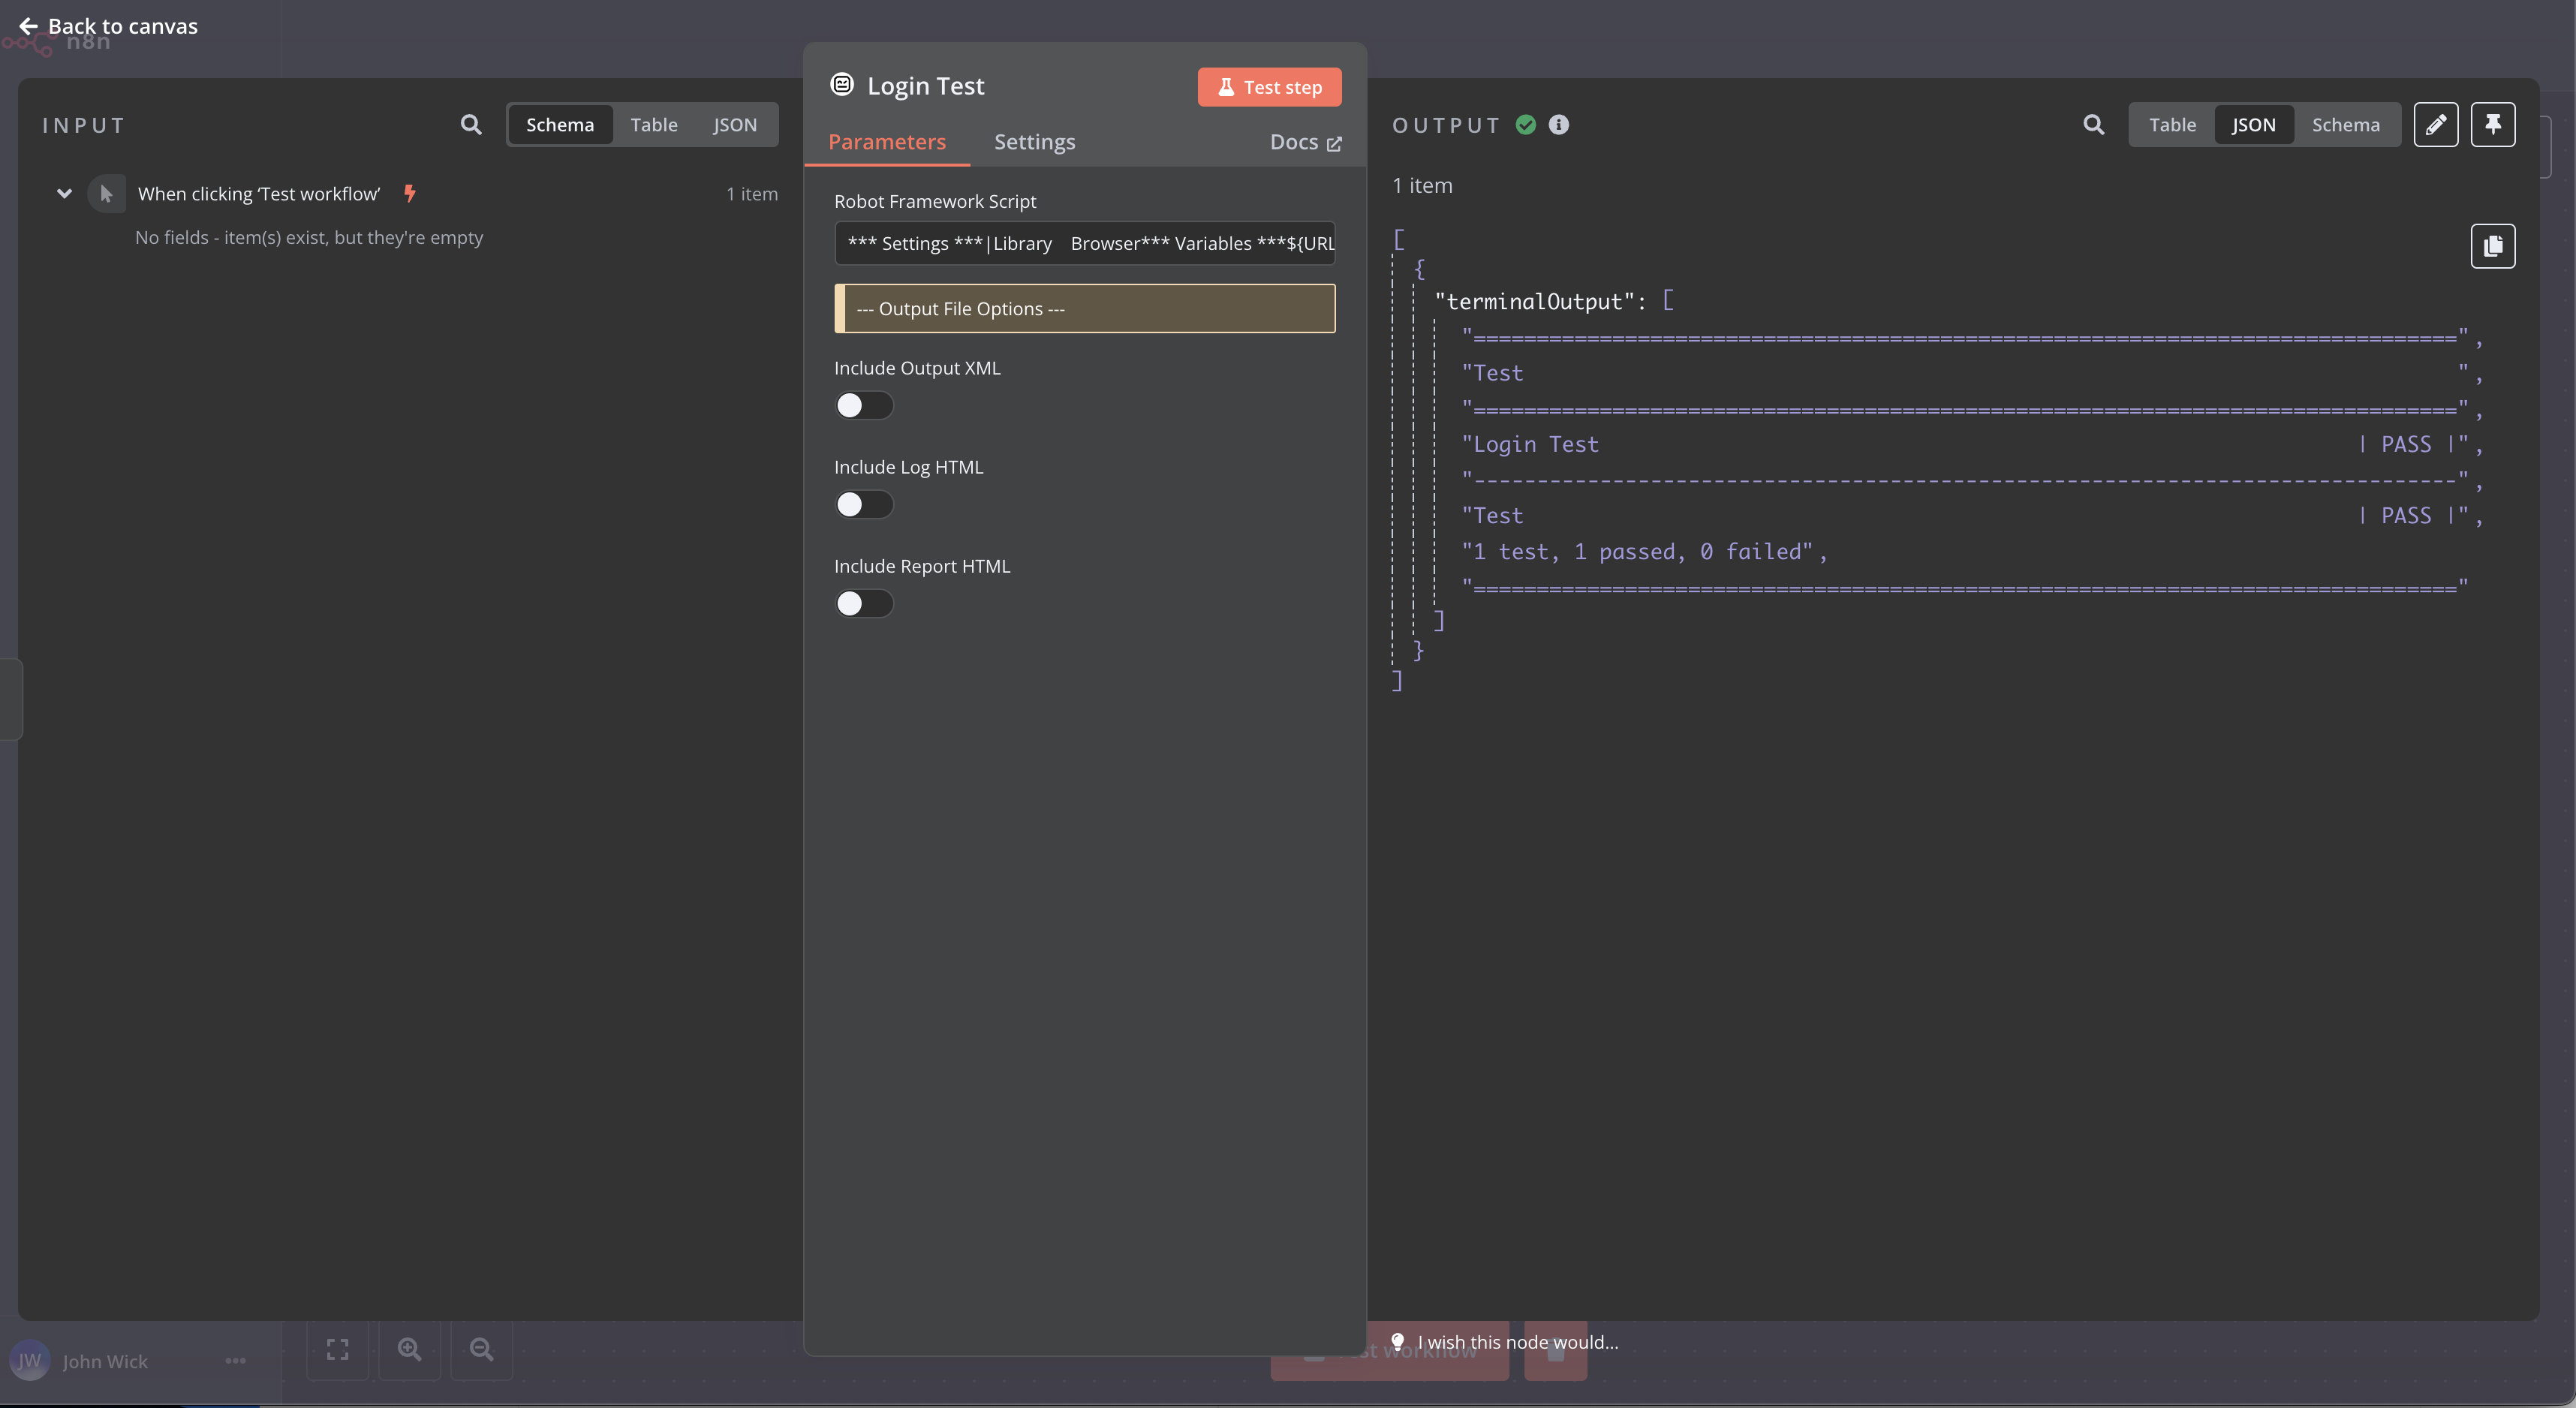 Back to canvas
n8n
INPUT
Schema Table JSON
When clicking ‘Test workflow’ 1 item
No fields - item(s) exist, but they're empty
Login Test
Test step
Parameters Settings Docs
Robot Framework Script
*** Settings ***|Library    Browser*** Variables ***${URL
--- Output File Options ---
Include Output XML
Include Log HTML
Include Report HTML
OUTPUT
Table JSON Schema
1 item
[
{
"terminalOutput": [
"==============================================================================",
"Test                                                                          ",
"==============================================================================",
"Login Test                                                            | PASS |",
"------------------------------------------------------------------------------",
"Test                                                                  | PASS |",
"1 test, 1 passed, 0 failed",
"=============================================================================="
]
}
]
I wish this node would...
workflow
JW John Wick